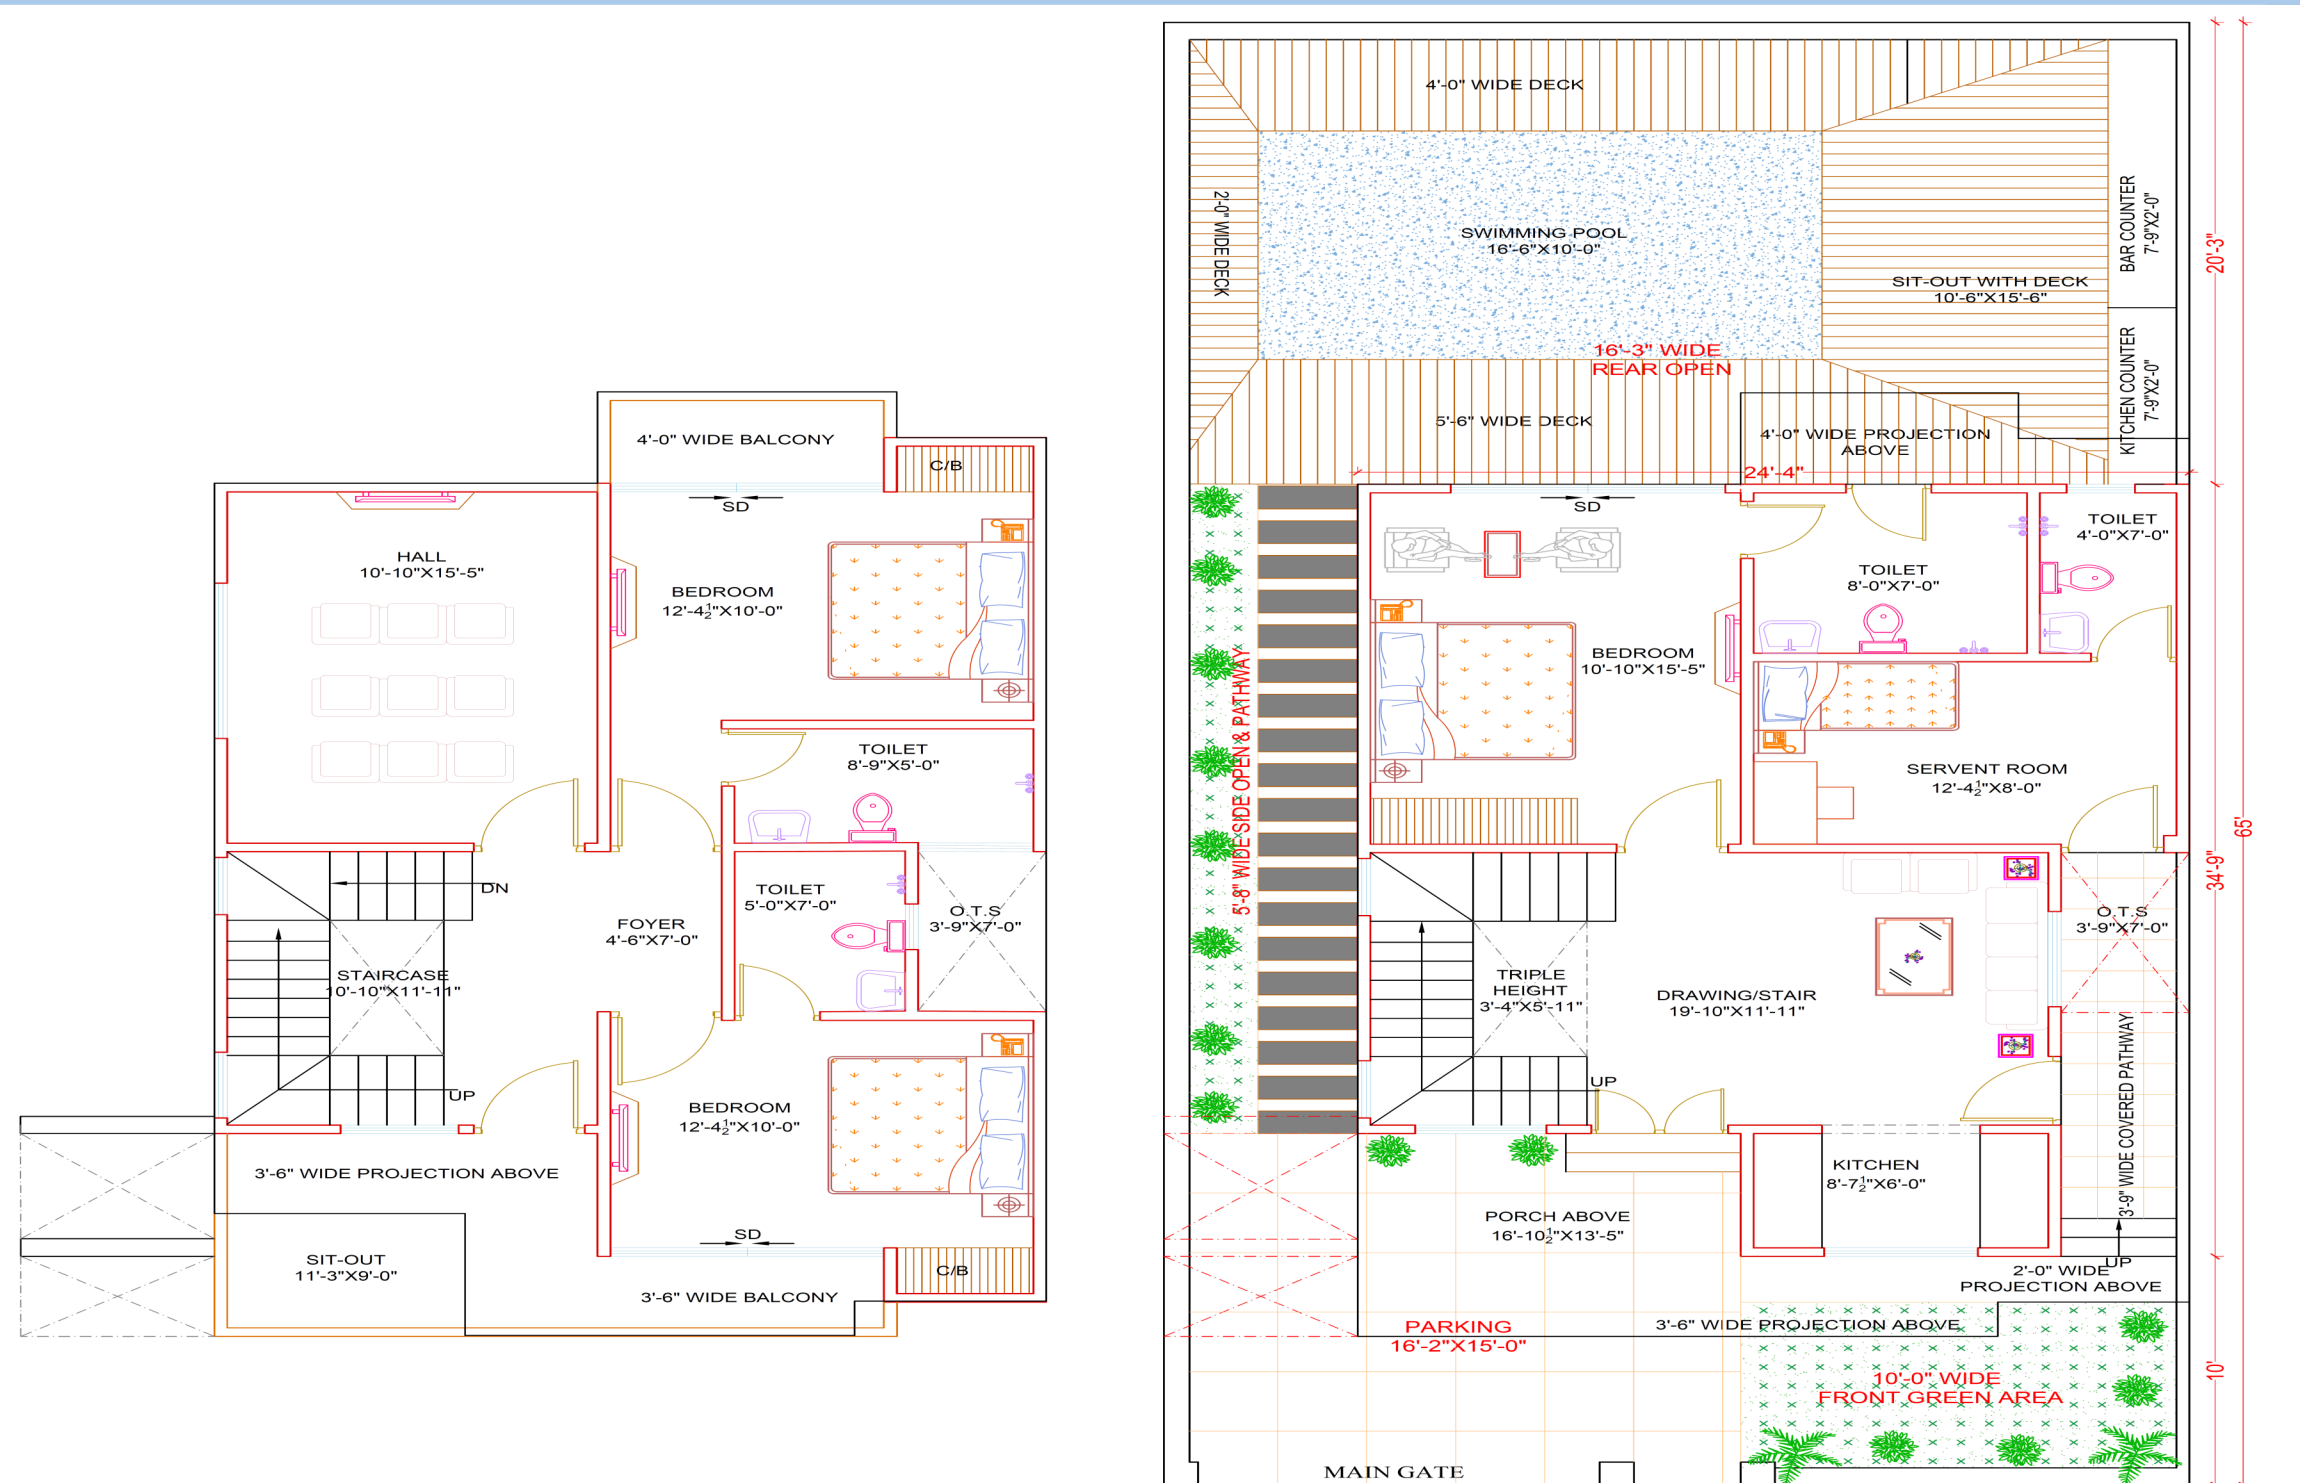 4'-0" WIDE BALCONY
C/B
SD
HALL
10'-10"X15'-5"
BEDROOM
12'-4½"X10'-0"
TOILET
8'-9"X5'-0"
DN
TOILET
5'-0"X7'-0"
FOYER
4'-6"X7'-0"
O.T.S
3'-9"X7'-0"
STAIRCASE
10'-10"X11'-11"
UP
BEDROOM
12'-4½"X10'-0"
3'-6" WIDE PROJECTION ABOVE
SD
SIT-OUT
11'-3"X9'-0"
C/B
3'-6" WIDE BALCONY
4'-0" WIDE DECK
2'-0" WIDE DECK
SWIMMING POOL
16'-6"X10'-0"
BAR COUNTER
7'-9"X2'-0"
20'-3"
SIT-OUT WITH DECK
10'-6"X15'-6"
16'-3" WIDE
REAR OPEN
KITCHEN COUNTER
7'-9"X2'-0"
5'-6" WIDE DECK
4'-0" WIDE PROJECTION
ABOVE
24'-4"
SD
TOILET
4'-0"X7'-0"
TOILET
8'-0"X7'-0"
BEDROOM
10'-10"X15'-5"
5'-8" WIDE SIDE OPEN & PATHWAY
SERVENT ROOM
12'-4½"X8'-0"
65'
34'-9"
O.T.S
3'-9"X7'-0"
TRIPLE
HEIGHT
3'-4"X5'-11"
DRAWING/STAIR
19'-10"X11'-11"
UP
3'-9" WIDE COVERED PATHWAY
KITCHEN
8'-7½"X6'-0"
PORCH ABOVE
16'-10½"X13'-5"
UP
2'-0" WIDE
PROJECTION ABOVE
PARKING
16'-2"X15'-0"
3'-6" WIDE PROJECTION ABOVE
10'
10'-0" WIDE
FRONT GREEN AREA
MAIN GATE